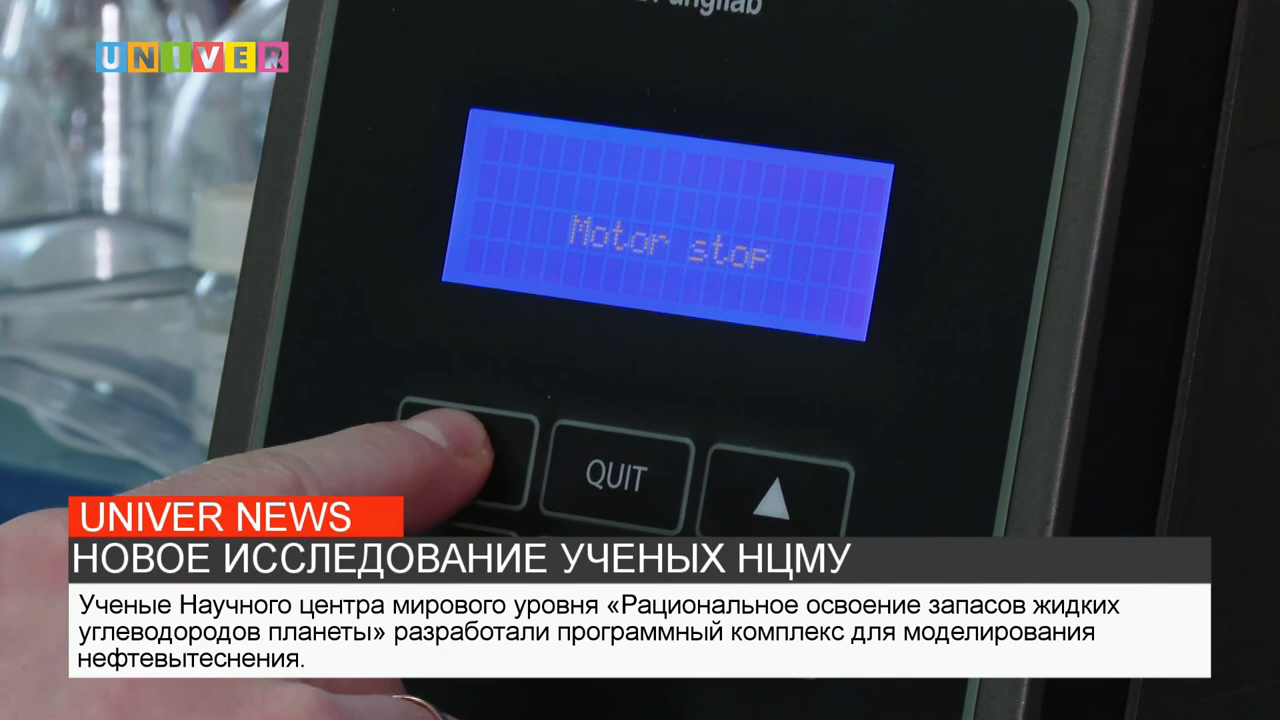 UNIVER
Motor stop
QUIT
UNIVER NEWS
НОВОЕ ИССЛЕДОВАНИЕ УЧЕНЫХ НЦМУ
Ученые Научного центра мирового уровня «Рациональное освоение запасов жидких
углеводородов планеты» разработали программный комплекс для моделирования
нефтевытеснения.